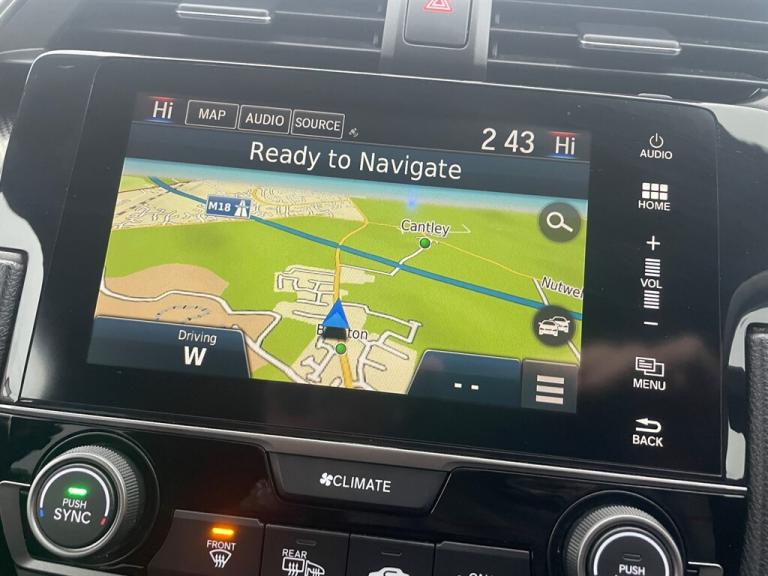 Hi MAP AUDIO SOURCE 2 43 Hi
Ready to Navigate
M18
Cantley
Driving
W
- -
AUDIO
HOME
+
VOL
−
MENU
BACK
PUSH
SYNC
CLIMATE
FRONT
REAR
PUSH